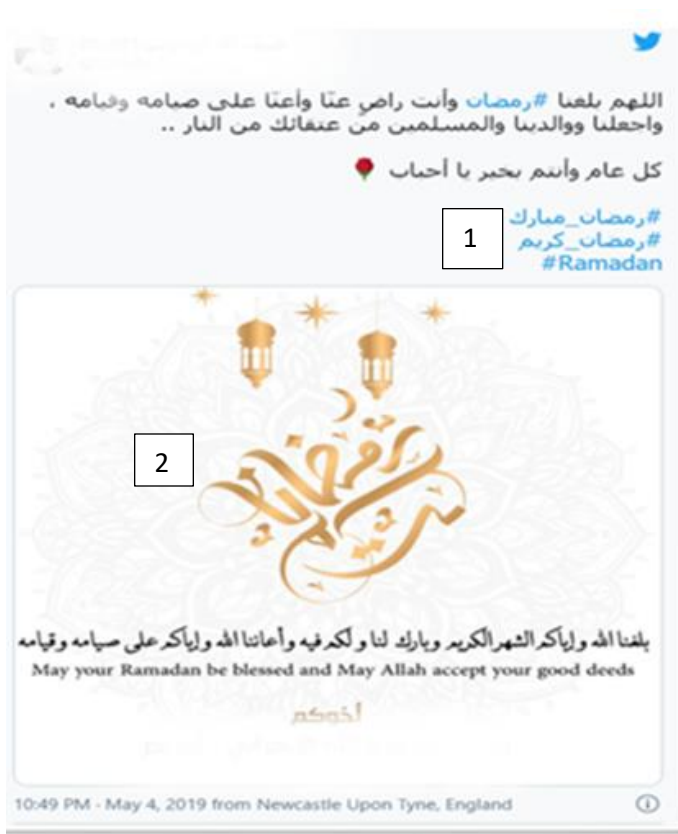 اللهم بلغنا #رمضان وأنت راضٍ عنّا وأعنّا على صيامه وقيامه ،
واجعلنا ووالدينا والمسلمين من عتقائك من النار ..
كل عام وأنتم بخير يا أحباب 🌹
#رمضان_مبارك
#رمضان_كريم
#Ramadan
1
2
رمضان
كريم
بلغنا الله وإياكم الشهر الكريم وبارك لنا ولكم فيه وأعاننا الله وإياكم على صيامه وقيامه
May your Ramadan be blessed and May Allah accept your good deeds
أخوكم
10:49 PM - May 4, 2019 from Newcastle Upon Tyne, England